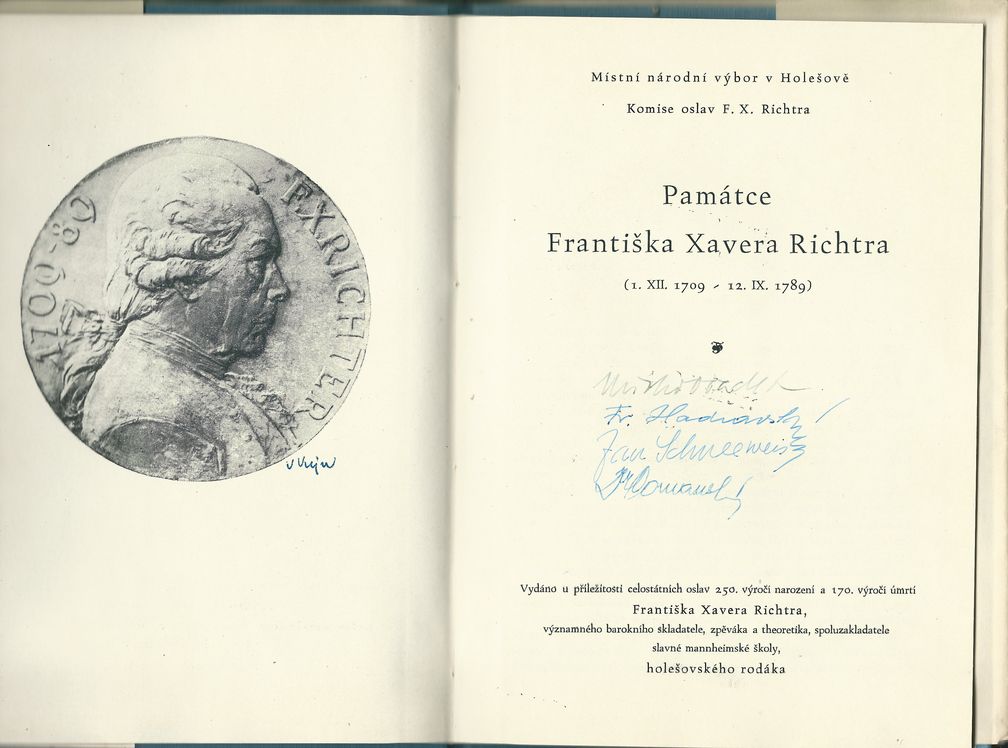 1709-89
F.X.RICHTER
Místní národní výbor v Holešově
Komise oslav F. X. Richtra
Památce
Františka Xavera Richtra
(1. XII. 1709 - 12. IX. 1789)
Fr. Hadravský
Jan Schneeweis
Vydáno u příležitosti celostátních oslav 250. výročí narození a 170. výročí úmrtí
Františka Xavera Richtra,
významného barokního skladatele, zpěváka a theoretika, spoluzakladatele
slavné mannheimské školy,
holešovského rodáka